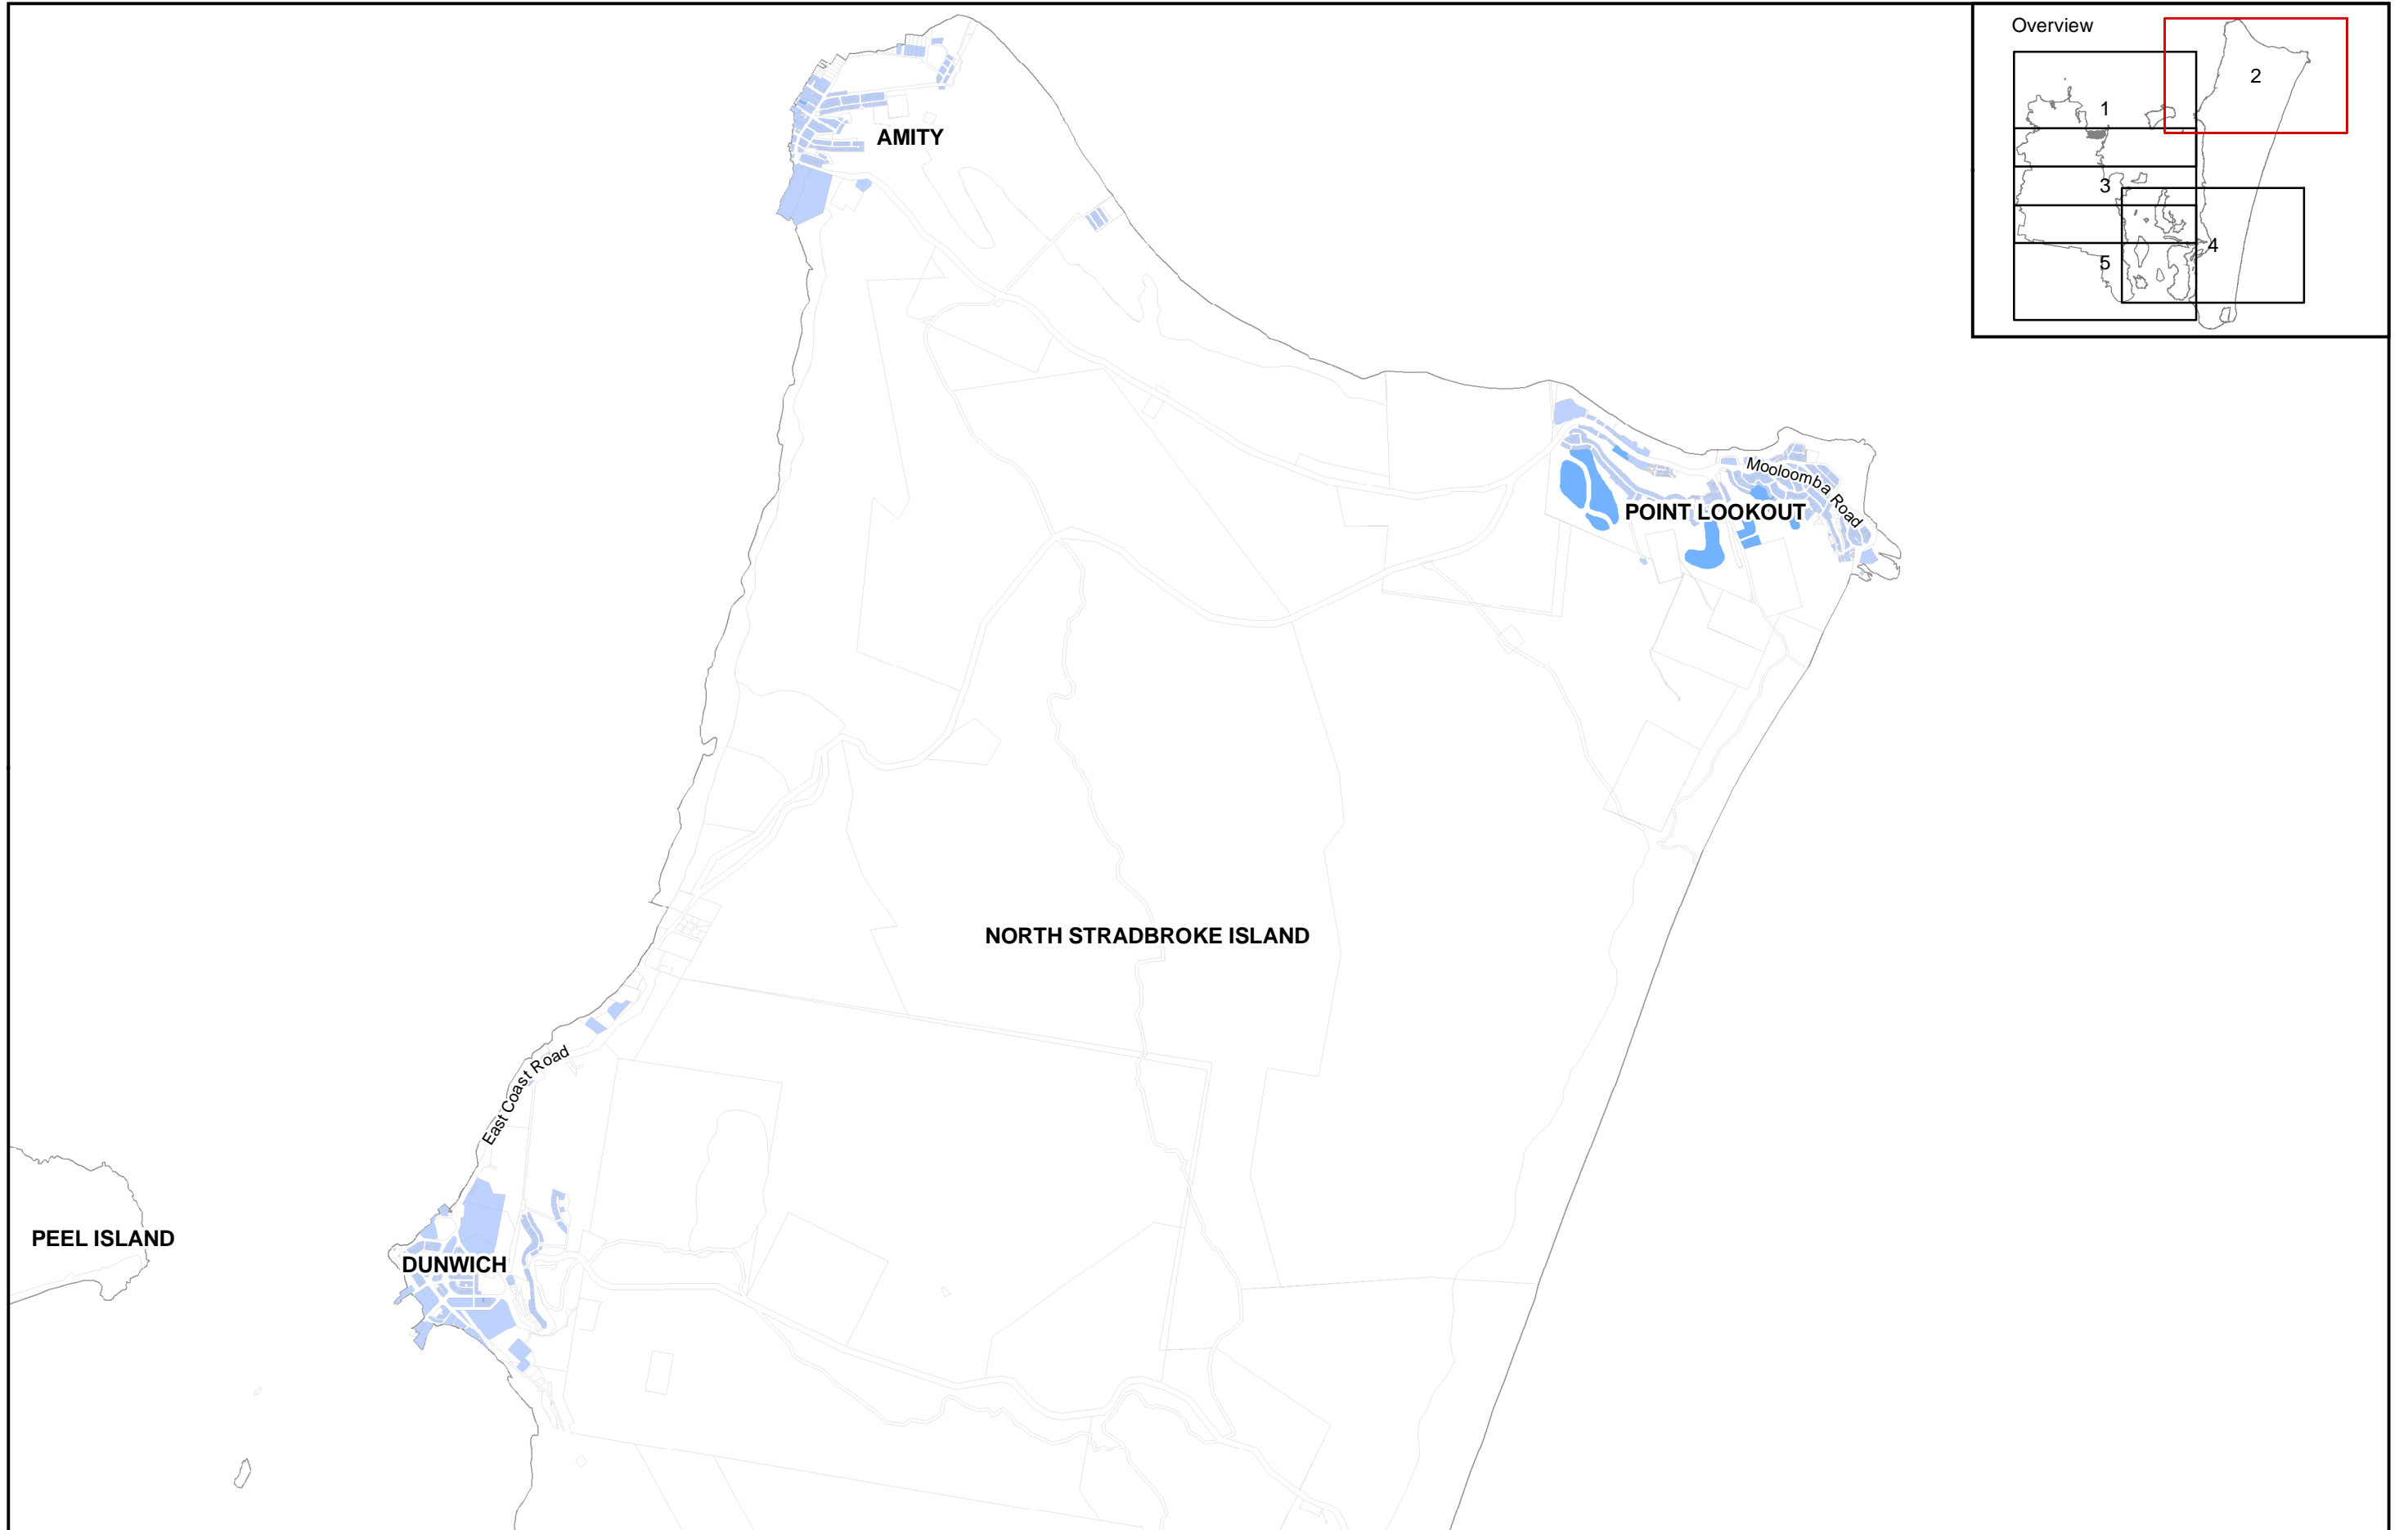 Overview
1
2
3
4
5
AMITY
Mooloomba Road
POINT LOOKOUT
NORTH STRADBROKE ISLAND
East Coast Road
PEEL ISLAND
DUNWICH